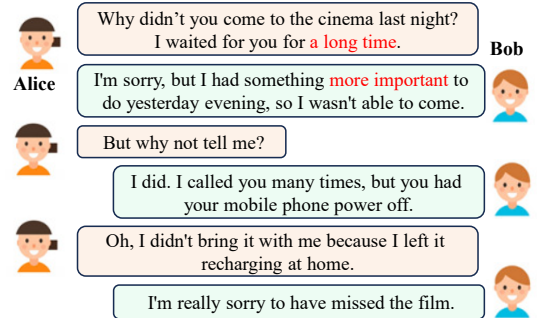 Why didn’t you come to the cinema last night?
I waited for you for a long time.
Bob
Alice
I'm sorry, but I had something more important to
do yesterday evening, so I wasn't able to come.
But why not tell me?
I did. I called you many times, but you had
your mobile phone power off.
Oh, I didn't bring it with me because I left it
recharging at home.
I'm really sorry to have missed the film.